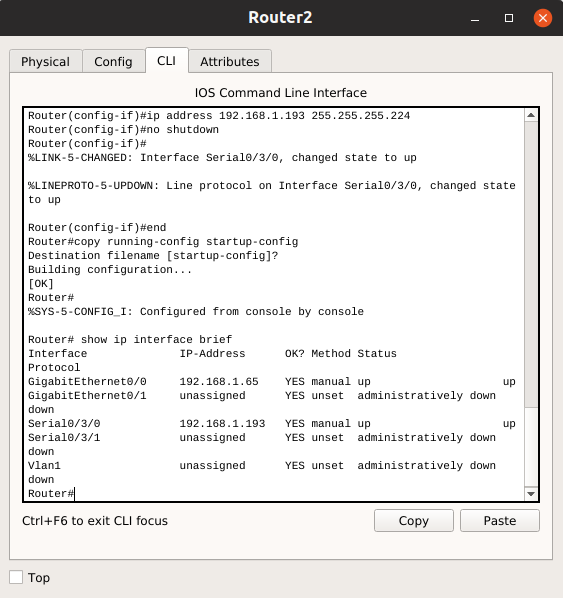 Router2
Physical Config CLI Attributes
IOS Command Line Interface
Router(config-if)#ip address 192.168.1.193 255.255.255.224
Router(config-if)#no shutdown
Router(config-if)#
%LINK-5-CHANGED: Interface Serial0/3/0, changed state to up
%LINEPROTO-5-UPDOWN: Line protocol on Interface Serial0/3/0, changed state
to up
Router(config-if)#end
Router#copy running-config startup-config
Destination filename [startup-config]?
Building configuration...
[OK]
Router#
%SYS-5-CONFIG_I: Configured from console by console
Router# show ip interface brief
Interface IP-Address OK? Method Status
Protocol
GigabitEthernet0/0 192.168.1.65 YES manual up up
GigabitEthernet0/1 unassigned YES unset administratively down
down
Serial0/3/0 192.168.1.193 YES manual up up
Serial0/3/1 unassigned YES unset administratively down
down
Vlan1 unassigned YES unset administratively down
down
Router#
Ctrl+F6 to exit CLI focus Copy Paste
Top